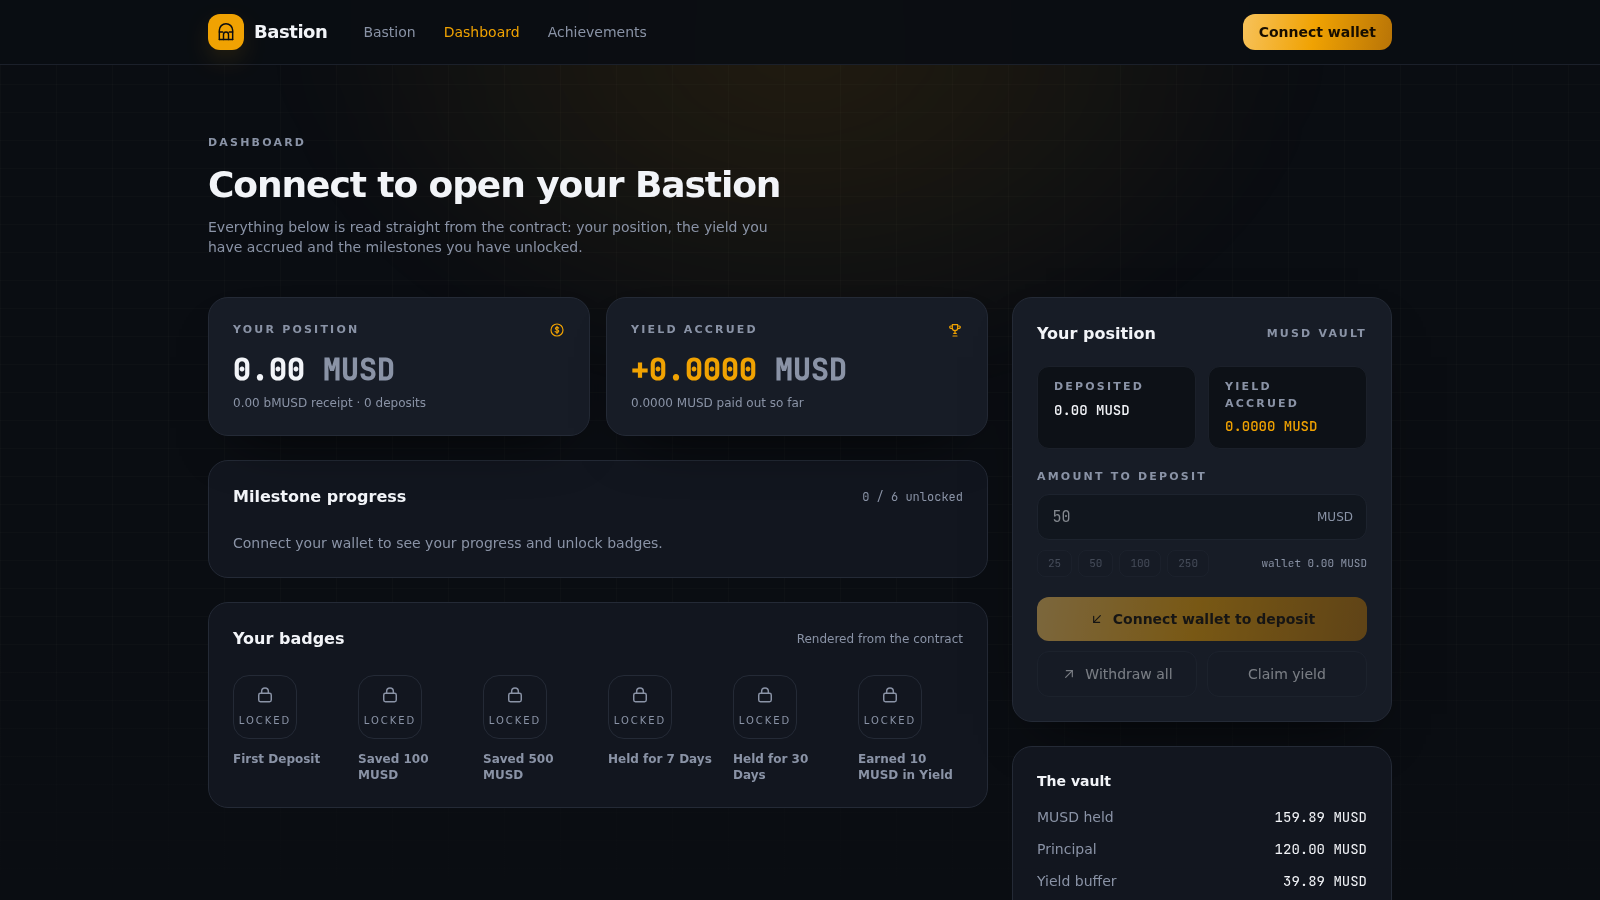 Bastion
Bastion
Dashboard
Achievements
Connect wallet
DASHBOARD
Connect to open your Bastion
Everything below is read straight from the contract: your position, the yield you
have accrued and the milestones you have unlocked.
YOUR POSITION
0.00 MUSD
0.00 bMUSD receipt · 0 deposits
YIELD ACCRUED
+0.0000 MUSD
0.0000 MUSD paid out so far
Milestone progress
0 / 6 unlocked
Connect your wallet to see your progress and unlock badges.
Your badges
Rendered from the contract
LOCKED
First Deposit
LOCKED
Saved 100
MUSD
LOCKED
Saved 500
MUSD
LOCKED
Held for 7 Days
LOCKED
Held for 30
Days
LOCKED
Earned 10
MUSD in Yield
Your position
MUSD VAULT
DEPOSITED
0.00 MUSD
YIELD
ACCRUED
0.0000 MUSD
AMOUNT TO DEPOSIT
50
MUSD
25
50
100
250
wallet 0.00 MUSD
Connect wallet to deposit
Withdraw all
Claim yield
The vault
MUSD held
159.89 MUSD
Principal
120.00 MUSD
Yield buffer
39.89 MUSD